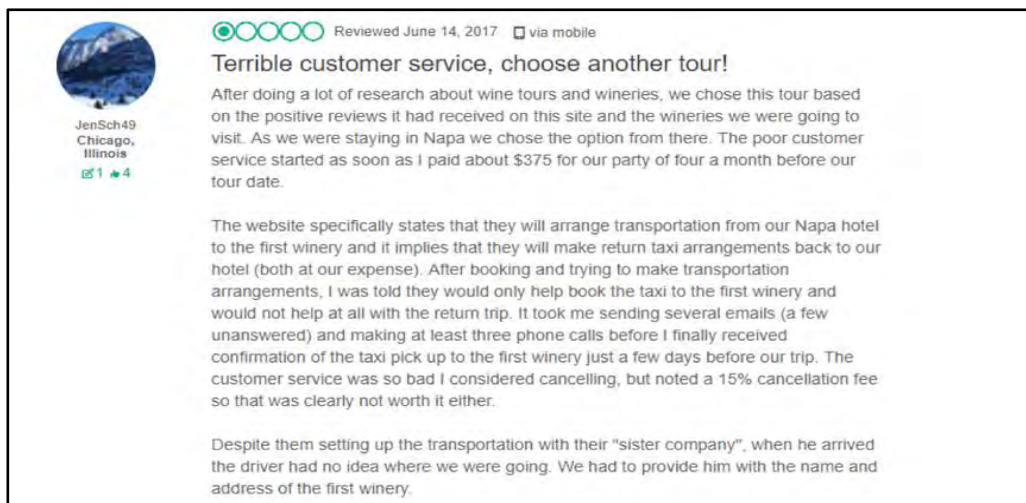 Reviewed June 14, 2017 via mobile
Terrible customer service, choose another tour!
After doing a lot of research about wine tours and wineries, we chose this tour based
on the positive reviews it had received on this site and the wineries we were going to
visit. As we were staying in Napa we chose the option from there. The poor customer
service started as soon as I paid about $375 for our party of four a month before our
tour date.
JenSch49
Chicago,
Illinois
1 4
The website specifically states that they will arrange transportation from our Napa hotel
to the first winery and it implies that they will make return taxi arrangements back to our
hotel (both at our expense). After booking and trying to make transportation
arrangements, I was told they would only help book the taxi to the first winery and
would not help at all with the return trip. It took me sending several emails (a few
unanswered) and making at least three phone calls before I finally received
confirmation of the taxi pick up to the first winery just a few days before our trip. The
customer service was so bad I considered cancelling, but noted a 15% cancellation fee
so that was clearly not worth it either.
Despite them setting up the transportation with their "sister company", when he arrived
the driver had no idea where we were going. We had to provide him with the name and
address of the first winery.